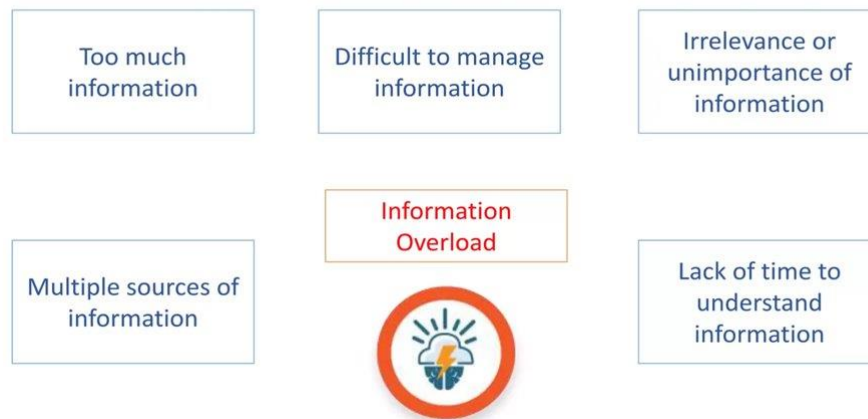 Too much
information
Difficult to manage
information
Irrelevance or
unimportance of
information
Information
Overload
Multiple sources of
information
Lack of time to
understand
information